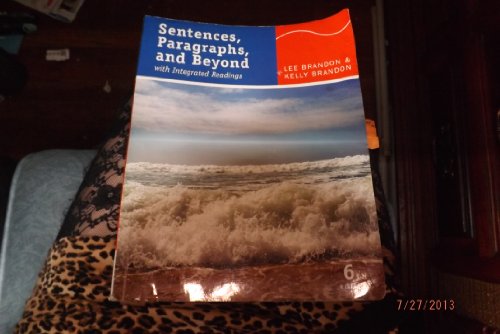 Sentences,
Paragraphs,
and Beyond
with Integrated Readings
LEE BRANDON &
KELLY BRANDON
6
7/27/2013